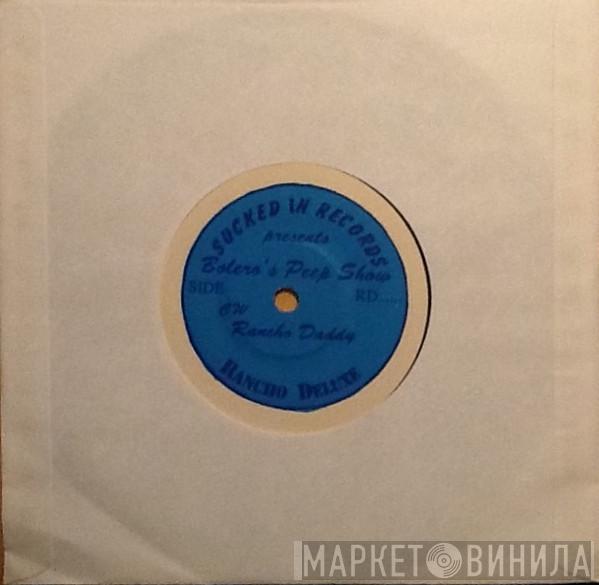 SUCKED IN RECORDS
presents
Bolero's Peep Show
SIDE RD.....
CW
Rancho Daddy
RANCHO DELUXE
МАРКЕТ ВИНИЛА